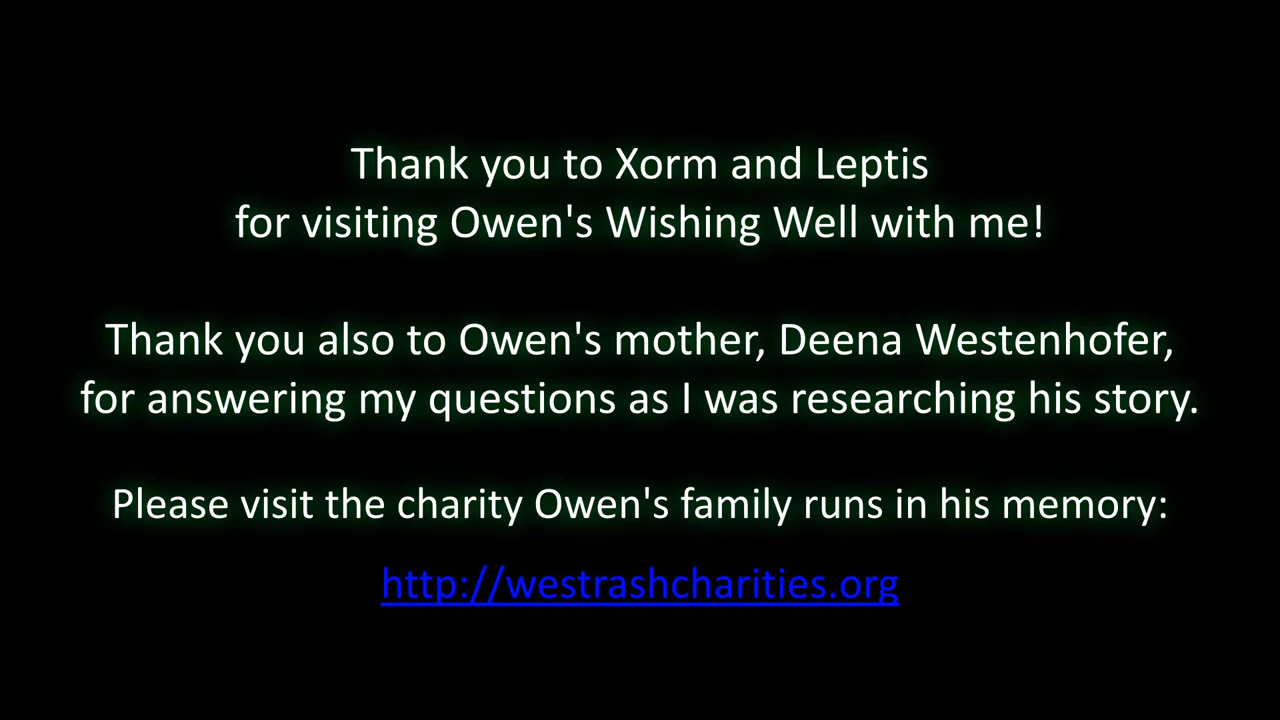 Thank you to Xorm and Leptis
for visiting Owen's Wishing Well with me!
Thank you also to Owen's mother, Deena Westenhofer,
for answering my questions as I was researching his story.
Please visit the charity Owen's family runs in his memory:
http://westrashcharities.org